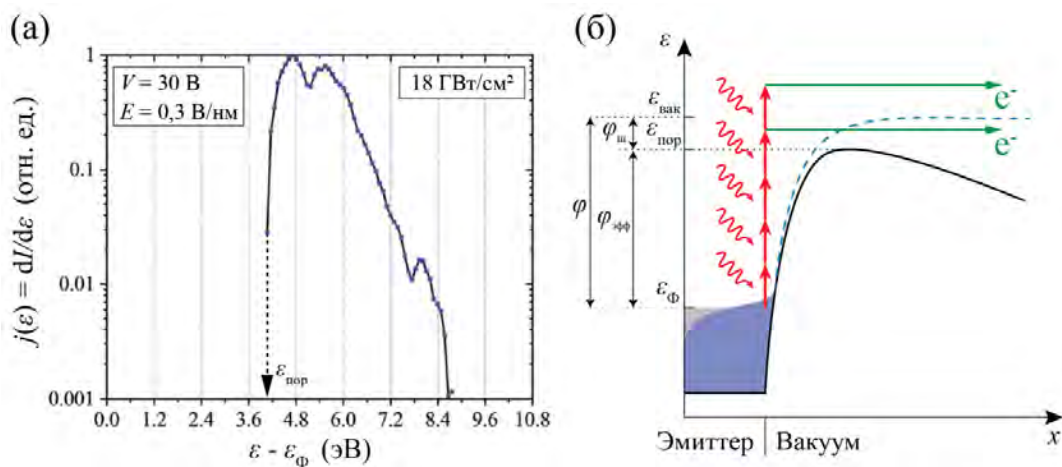 (а)
V = 30 В
E = 0,3 В/нм
18 ГВт/см²
j(ε) = dI/dε (отн. ед.)
1
0.1
0.01
0.001
ε_пор
0.0 1.2 2.4 3.6 4.8 6.0 7.2 8.4 9.6 10.8
ε - ε_Ф (эВ)
(б)
ε
ε_вак
ε_пор
φ_ш
φ
φ_эфф
ε_Ф
e⁻
e⁻
x
Эмиттер Вакуум